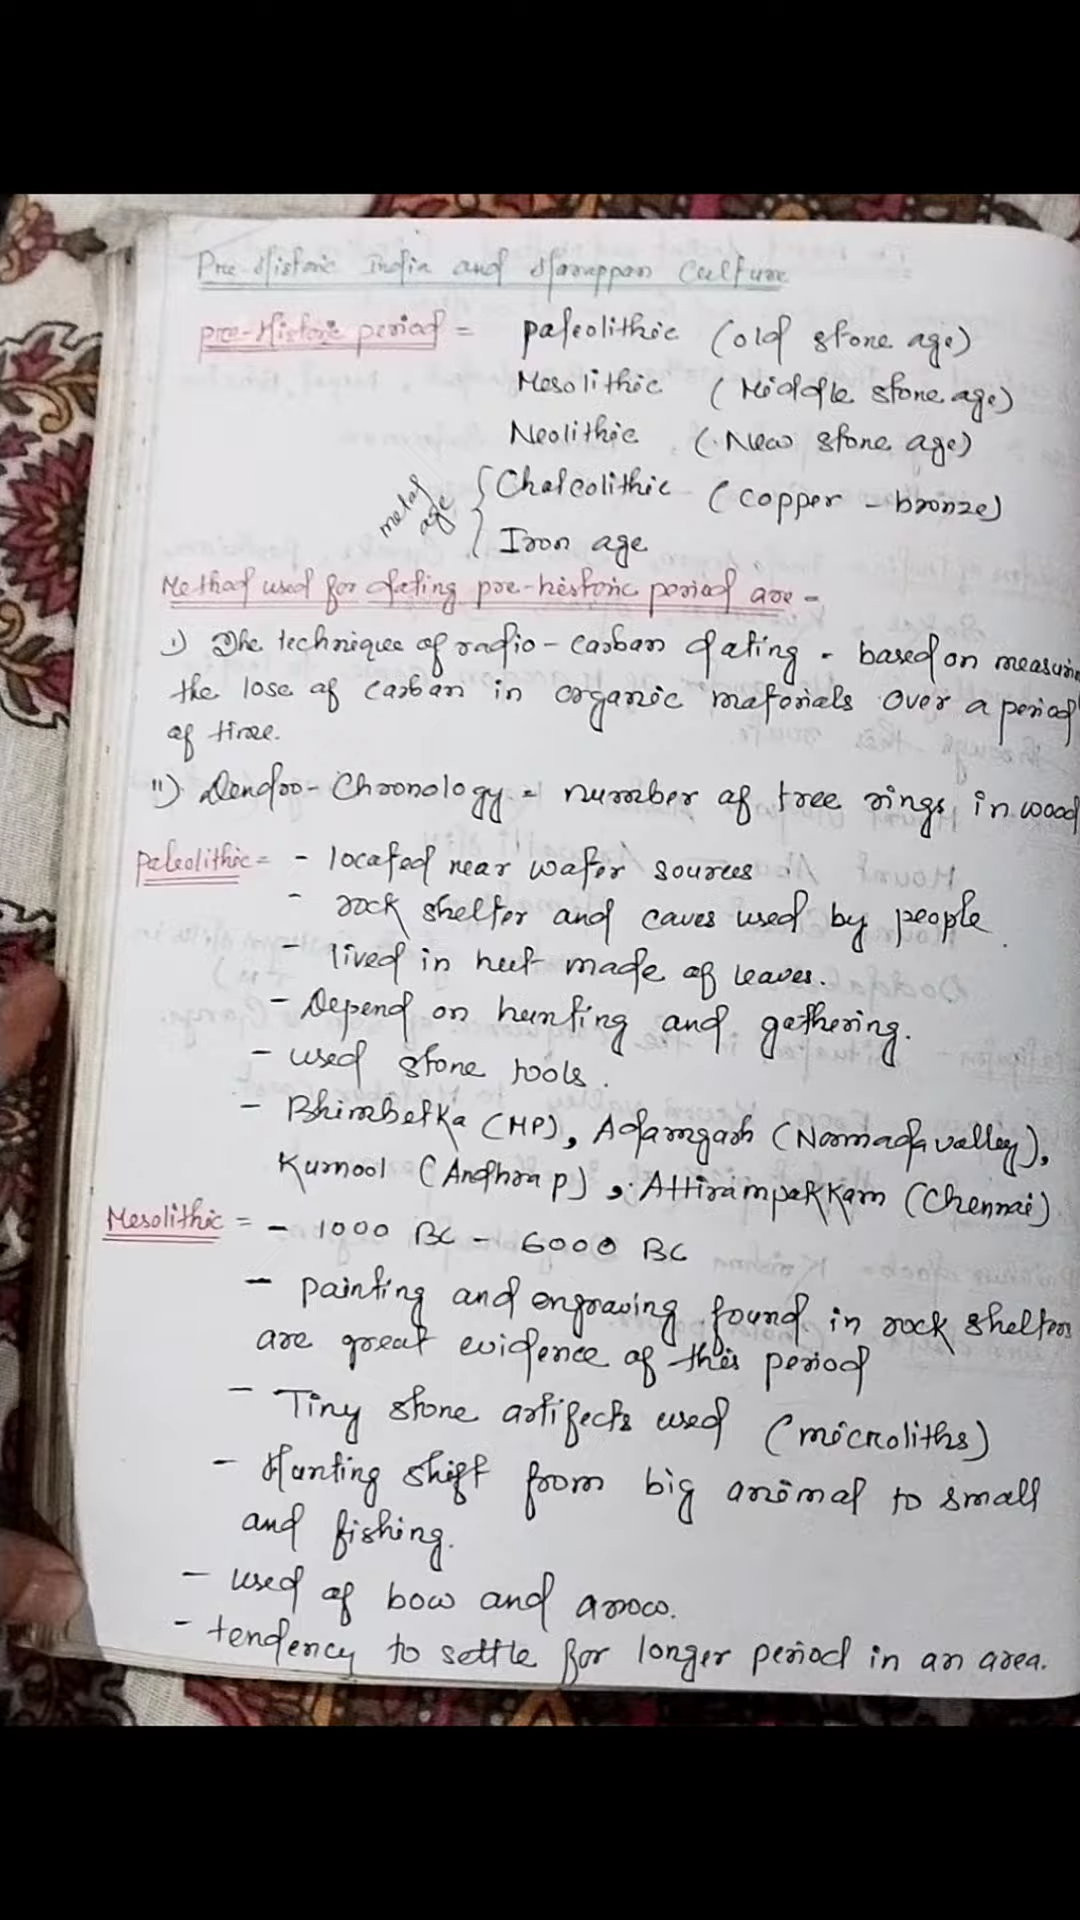 Pre-Historic India and Harappan Culture
Pre-Historic period = paleolithic (old stone age)
Mesolithic (Middle stone age)
Neolithic (New stone age)
metal age { Chalcolithic (copper - bronze)
Iron age
Method used for dating pre-historic period are -
i) The technique of radio-carban dating - based on measurin
the lose of carban in organic materials over a period
of time.
ii) Dendro-Chronology = number of tree rings in wood
Paleolithic = - located near water sources
- rock shelter and caves used by people
- lived in hut made of leaves.
- Depend on hunting and gathering.
- used stone tools.
- Bhimbetka (MP), Adamgarh (Narmada valley),
Kurnool (Andhra p), Attirampakkam (Chennai)
Mesolithic = - 1000 BC - 6000 BC
- painting and engraving found in rock shelters
are great evidence of this period
- Tiny stone artifects used (microliths)
- Hunting shift from big animal to small
and fishing.
- used of bow and arrow.
- tendency to settle for longer period in an area.